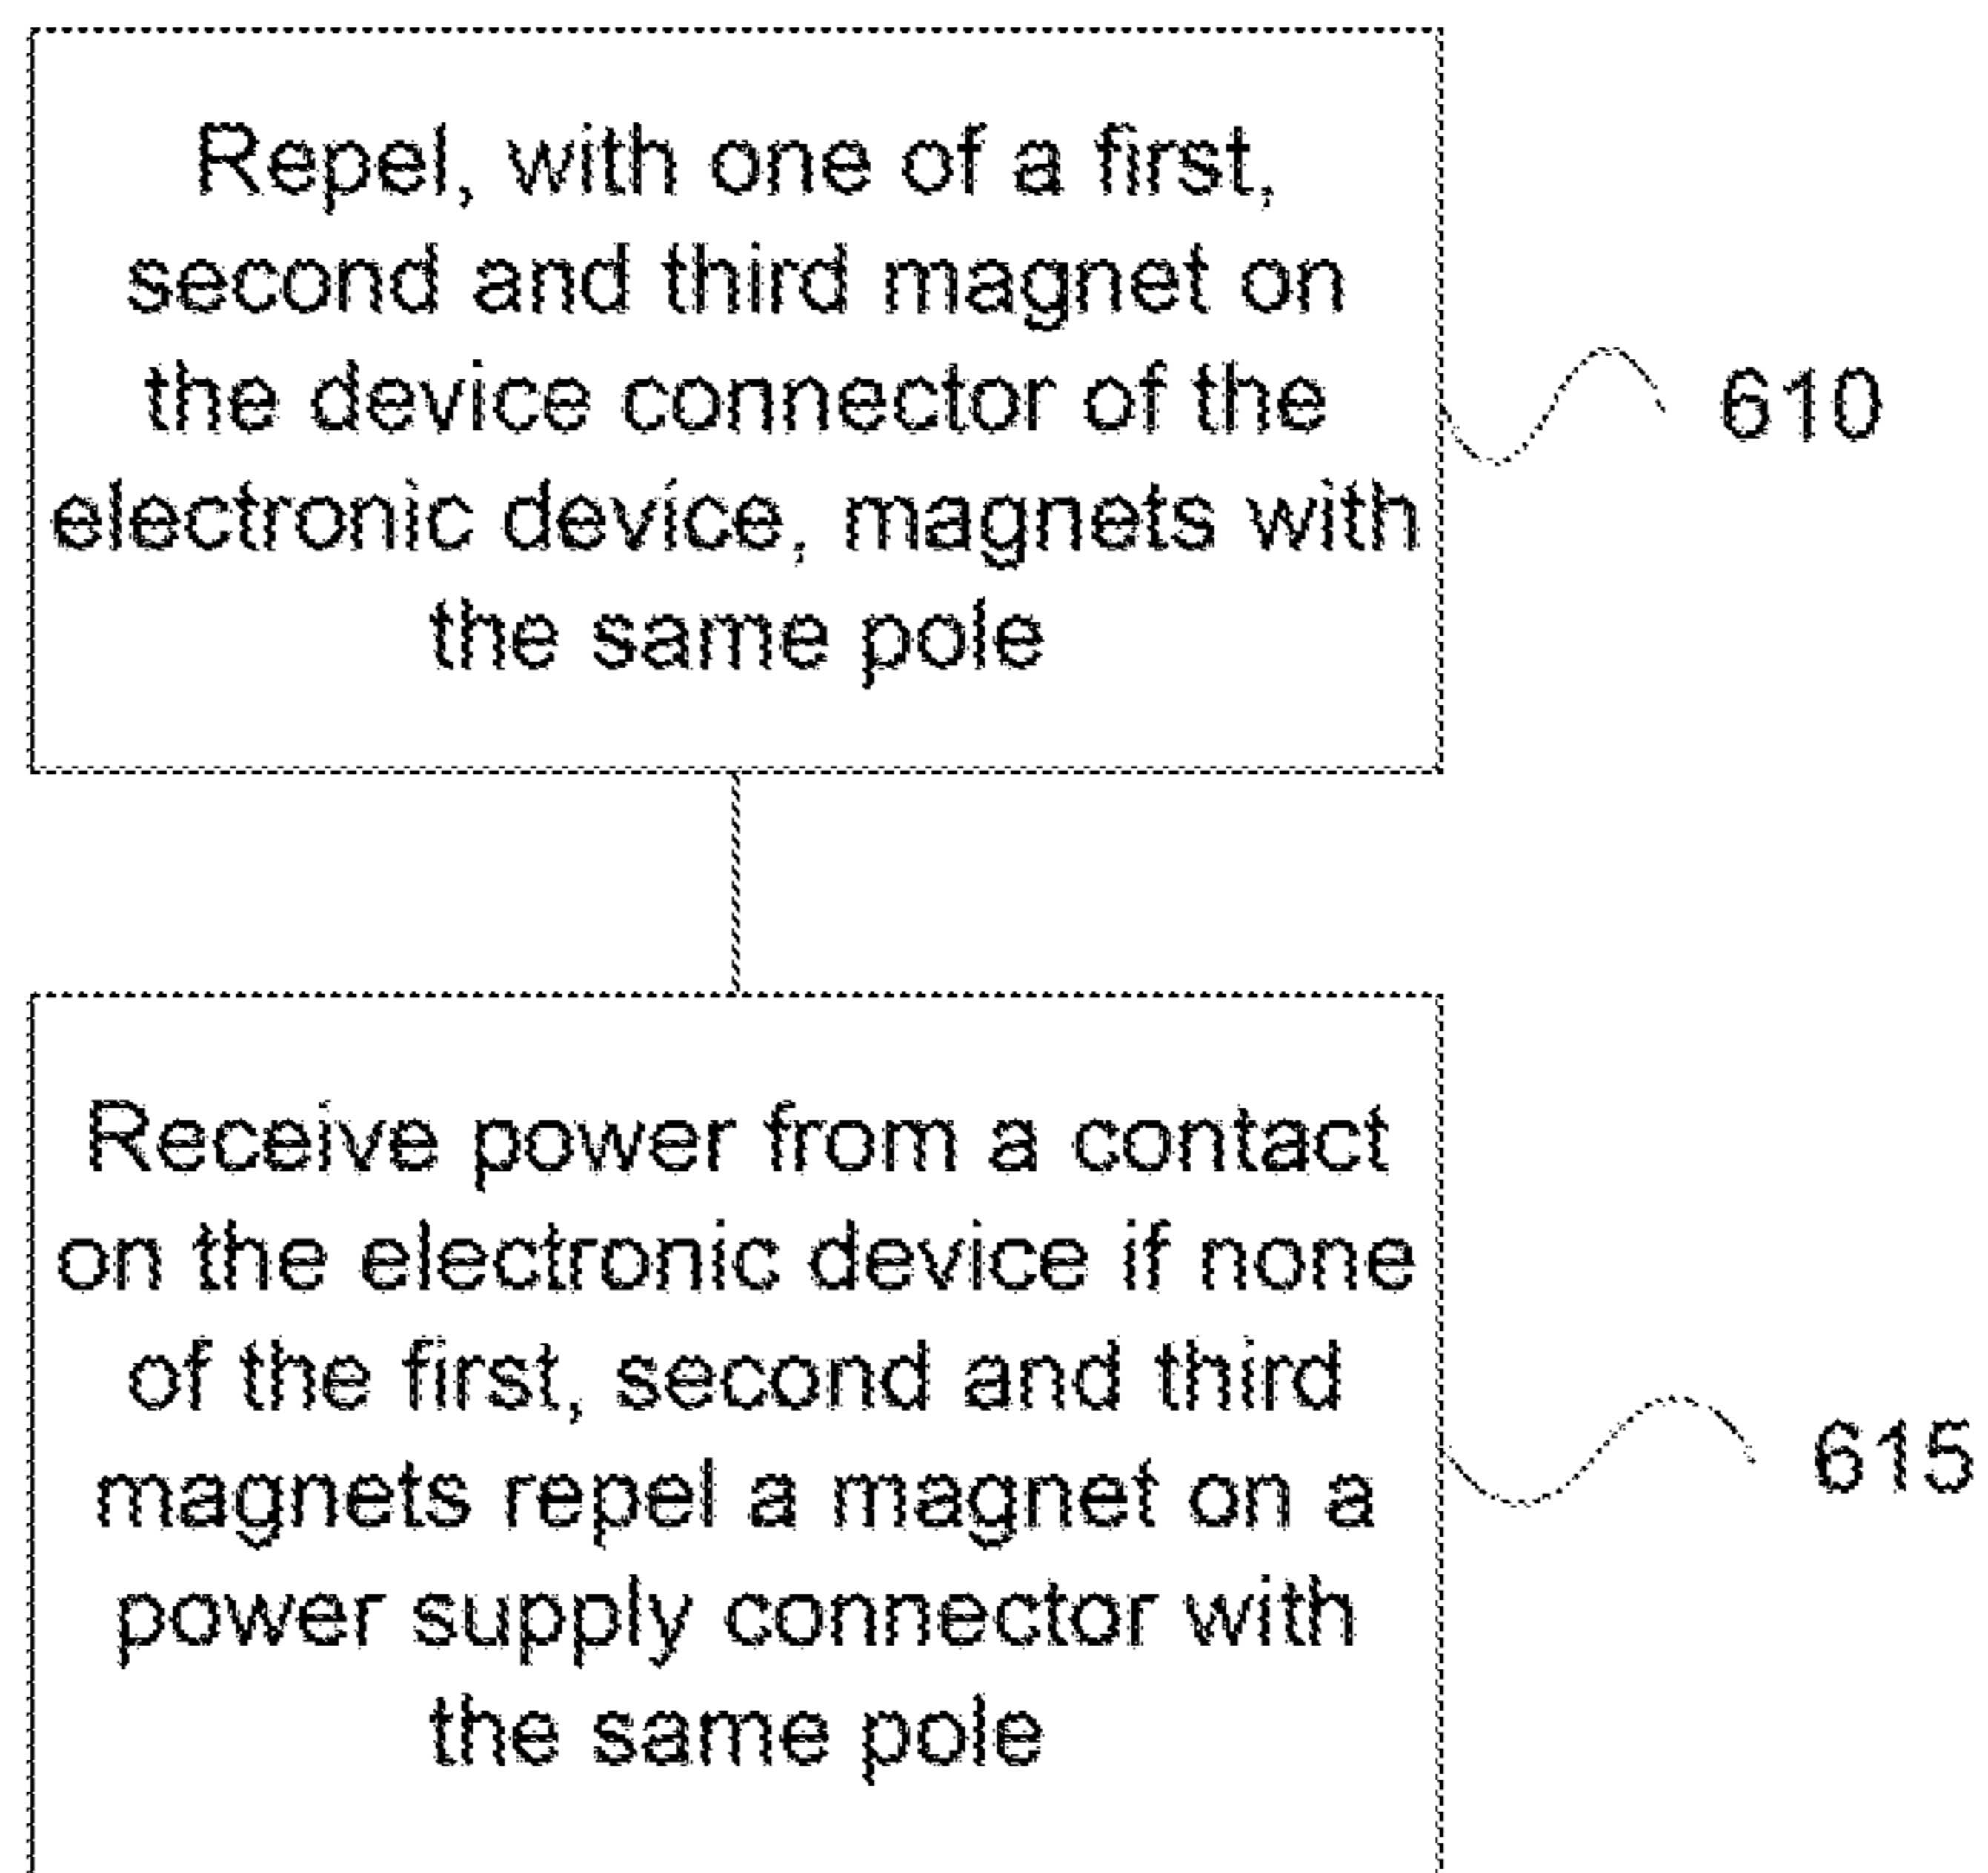 Repel, with one of a first,
second and third magnet on
the device connector of the
electronic device, magnets with
the same pole
610
Receive power from a contact
on the electronic device if none
of the first, second and third
magnets repel a magnet on a
power supply connector with
the same pole
615